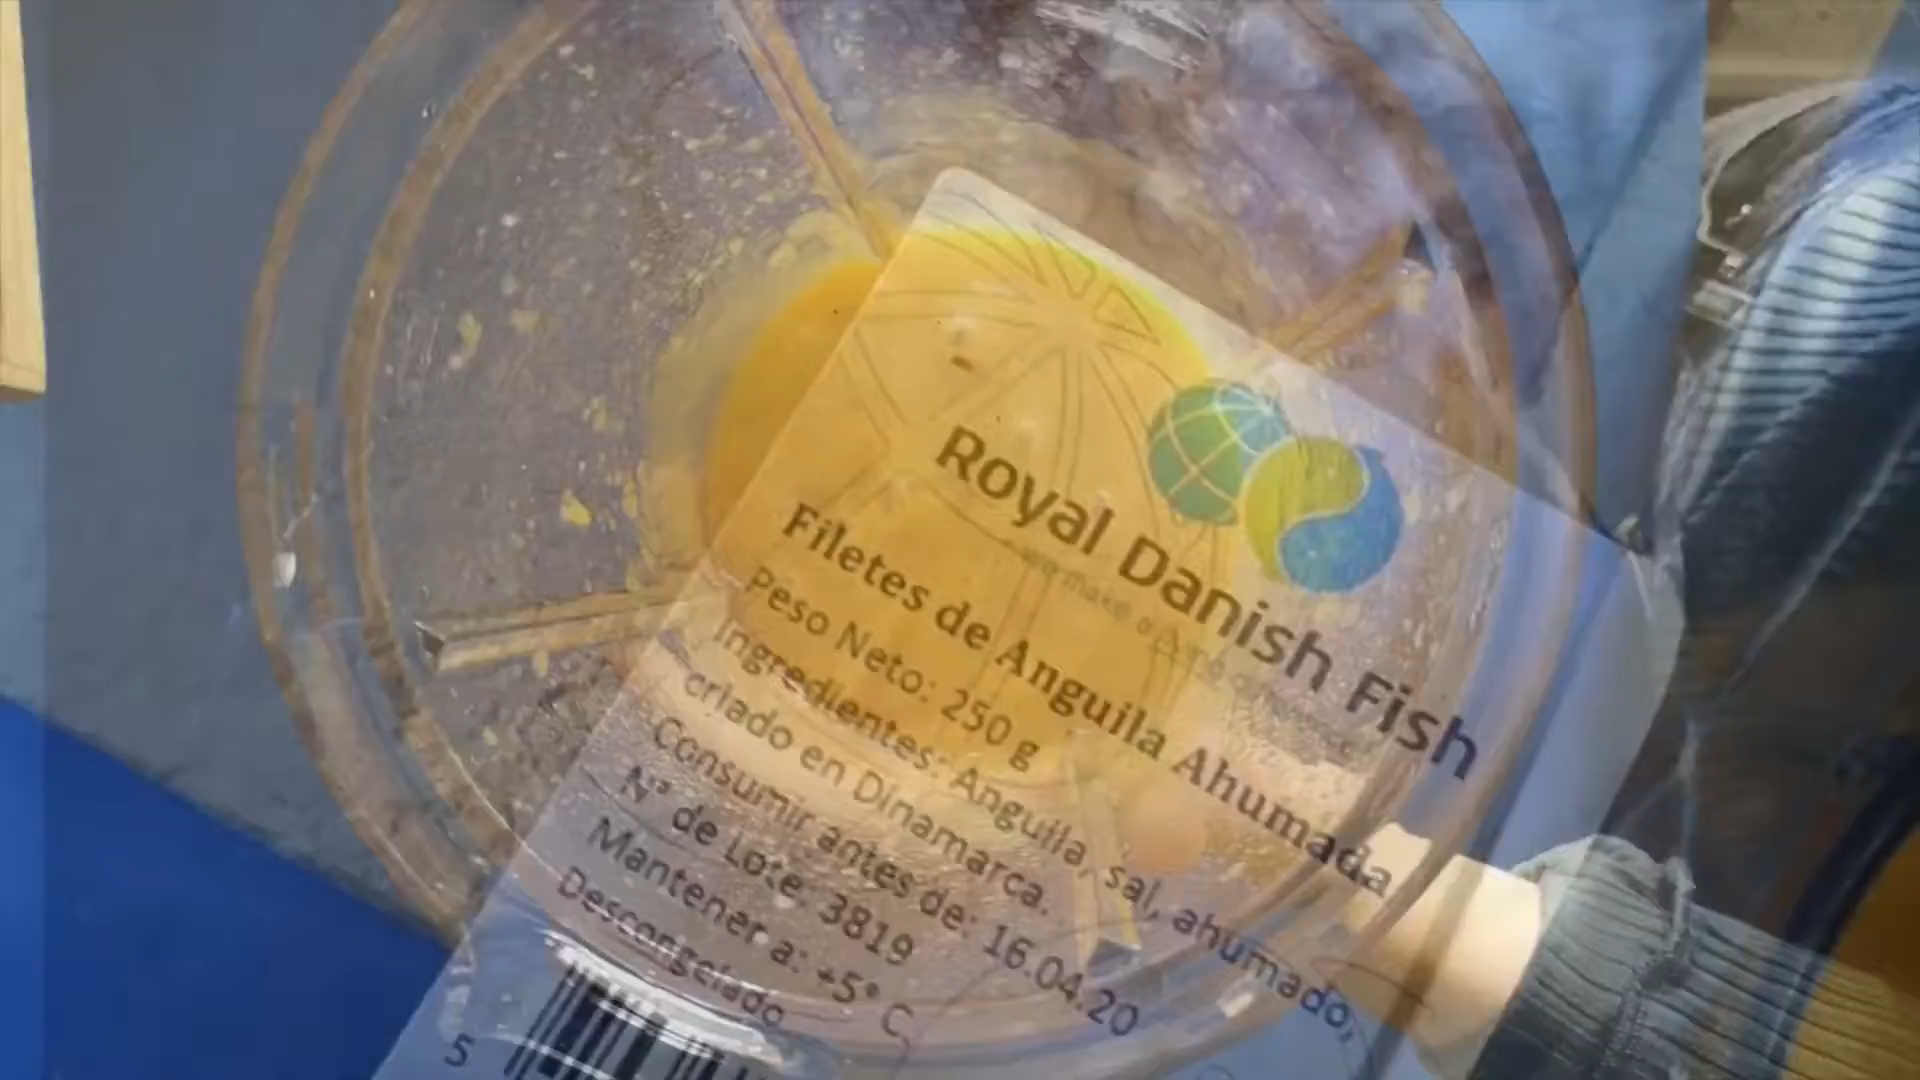 Royal Danish Fish
Filetes de Anguila Ahumada
Peso Neto: 250 g
Ingredientes: Anguila, sal, ahumado,
criado en Dinamarca.
Consumir antes de: 16.04.20
N° de Lote: 3819
Mantener a: +5° C
Descongelado
5